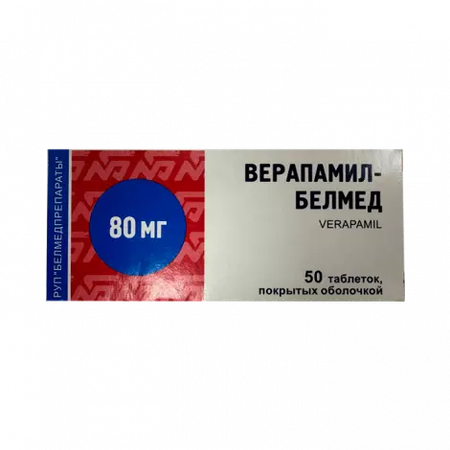 РУП "БЕЛМЕДПРЕПАРАТЫ"
80 мг
ВЕРАПАМИЛ-
БЕЛМЕД
VERAPAMIL
50 таблеток,
покрытых оболочкой